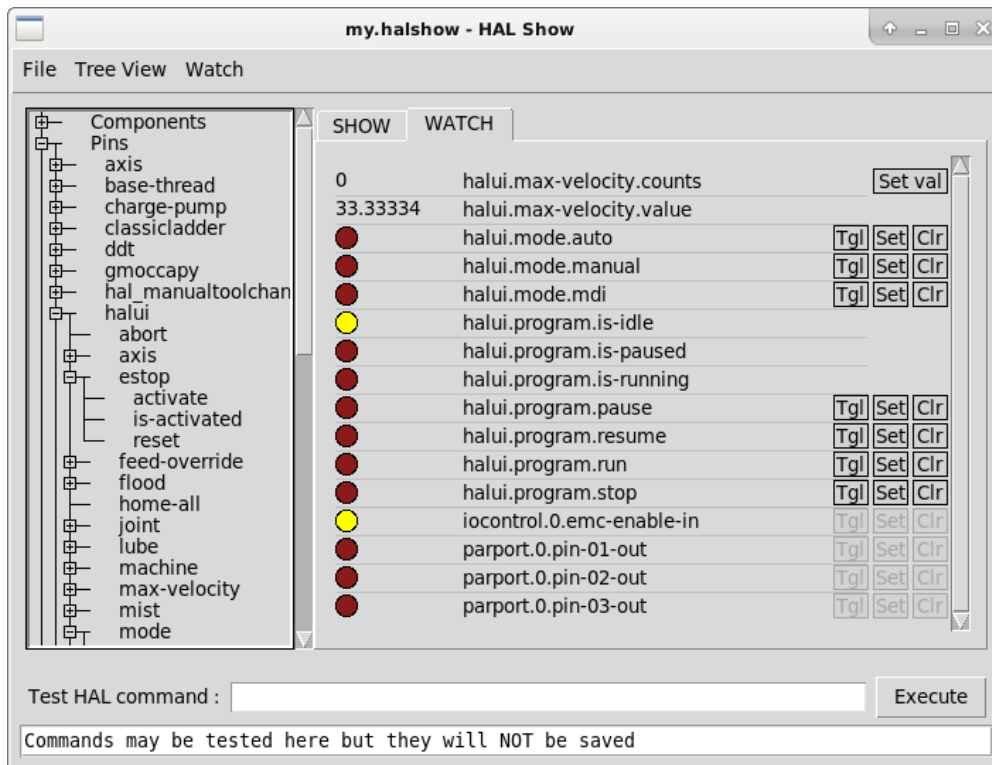 my.halshow - HAL Show
File Tree View Watch
Components
Pins
axis
base-thread
charge-pump
classicladder
ddt
gmoccapy
hal_manualtoolchan
halui
abort
axis
estop
activate
is-activated
reset
feed-override
flood
home-all
joint
lube
machine
max-velocity
mist
mode
SHOW WATCH
0 halui.max-velocity.counts Set val
33.33334 halui.max-velocity.value
halui.mode.auto Tgl Set Clr
halui.mode.manual Tgl Set Clr
halui.mode.mdi Tgl Set Clr
halui.program.is-idle
halui.program.is-paused
halui.program.is-running
halui.program.pause Tgl Set Clr
halui.program.resume Tgl Set Clr
halui.program.run Tgl Set Clr
halui.program.stop Tgl Set Clr
iocontrol.0.emc-enable-in Tgl Set Clr
parport.0.pin-01-out Tgl Set Clr
parport.0.pin-02-out Tgl Set Clr
parport.0.pin-03-out Tgl Set Clr
Test HAL command : Execute
Commands may be tested here but they will NOT be saved